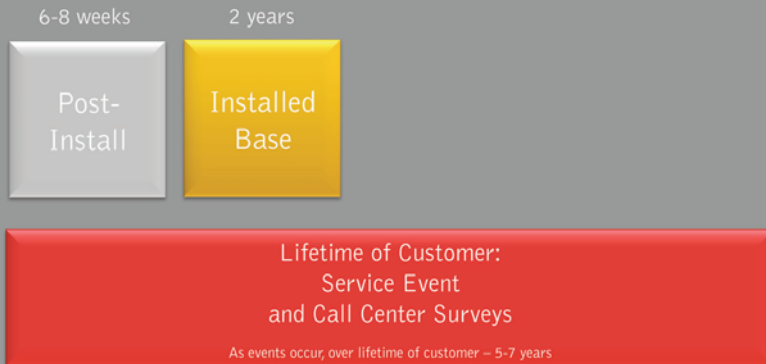 6-8 weeks
2 years
Post-
Install
Installed
Base
Lifetime of Customer:
Service Event
and Call Center Surveys
As events occur, over lifetime of customer – 5-7 years